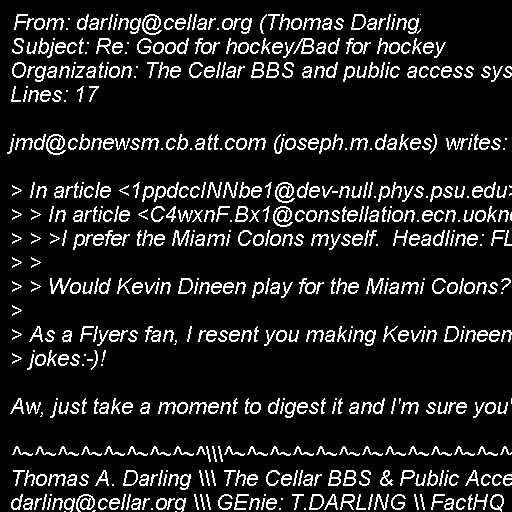 From: darling@cellar.org (Thomas Darling,
Subject: Re: Good for hockey/Bad for hockey
Organization: The Cellar BBS and public access sys
Lines: 17

jmd@cbnewsm.cb.att.com (joseph.m.dakes) writes:

> In article <1ppdcclNNbe1@dev-null.phys.psu.edu>
> > In article <C4wxnF.Bx1@constellation.ecn.uokno
> > >I prefer the Miami Colons myself.  Headline: FL
> >
> > Would Kevin Dineen play for the Miami Colons?
>
> As a Flyers fan, I resent you making Kevin Dineen
> jokes:-)!

Aw, just take a moment to digest it and I'm sure you'

^~^~^~^~^~^~^~^~^\\\^~^~^~^~^~^~^~^~^~^~^~^~^
Thomas A. Darling \\\ The Cellar BBS & Public Acce
darling@cellar.org \\\ GEnie: T.DARLING \\ FactHQ